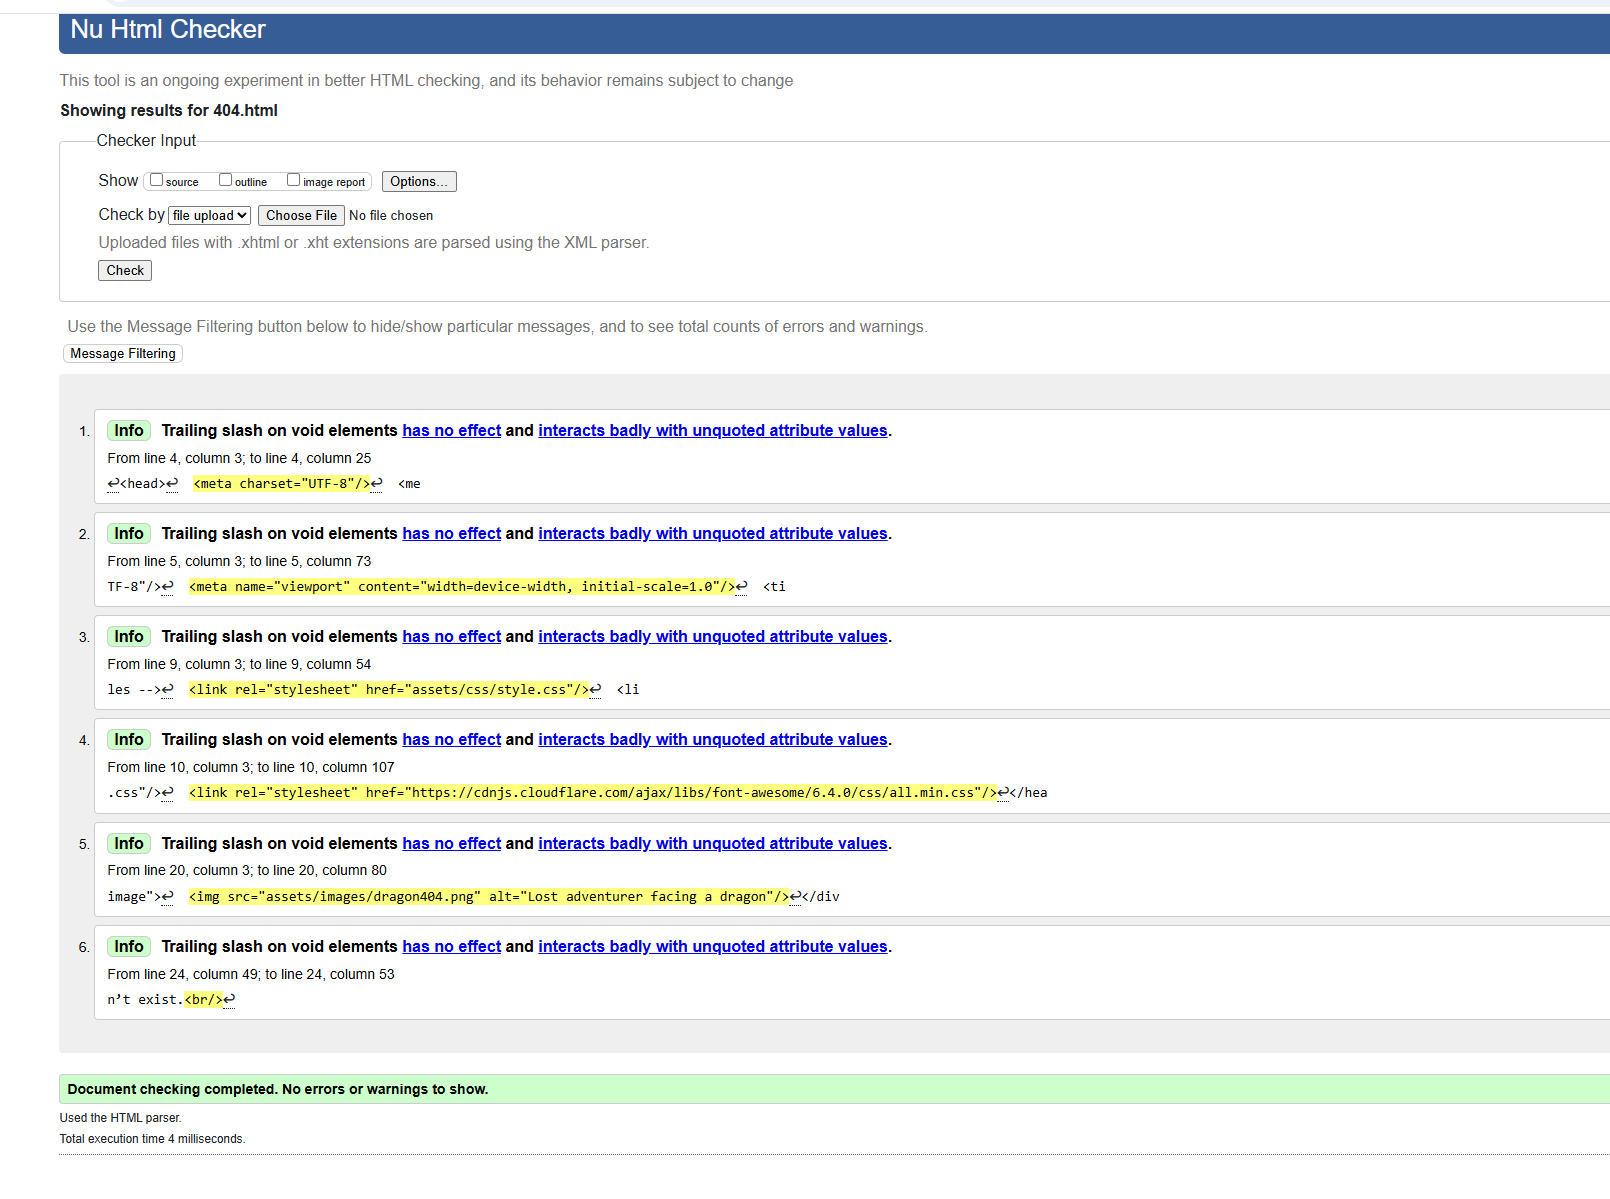 Nu Html Checker
This tool is an ongoing experiment in better HTML checking, and its behavior remains subject to change
Showing results for 404.html
Checker Input
Show source outline image report Options...
Check by file upload Choose File No file chosen
Uploaded files with .xhtml or .xht extensions are parsed using the XML parser.
Check
Use the Message Filtering button below to hide/show particular messages, and to see total counts of errors and warnings.
Message Filtering
1. Info Trailing slash on void elements has no effect and interacts badly with unquoted attribute values.
From line 4, column 3; to line 4, column 25
↩<head>↩  <meta charset="UTF-8"/>↩  <me
2. Info Trailing slash on void elements has no effect and interacts badly with unquoted attribute values.
From line 5, column 3; to line 5, column 73
TF-8"/>↩  <meta name="viewport" content="width=device-width, initial-scale=1.0"/>↩  <ti
3. Info Trailing slash on void elements has no effect and interacts badly with unquoted attribute values.
From line 9, column 3; to line 9, column 54
les -->↩  <link rel="stylesheet" href="assets/css/style.css"/>↩  <li
4. Info Trailing slash on void elements has no effect and interacts badly with unquoted attribute values.
From line 10, column 3; to line 10, column 107
.css"/>↩  <link rel="stylesheet" href="https://cdnjs.cloudflare.com/ajax/libs/font-awesome/6.4.0/css/all.min.css"/>↩</hea
5. Info Trailing slash on void elements has no effect and interacts badly with unquoted attribute values.
From line 20, column 3; to line 20, column 80
image">↩  <img src="assets/images/dragon404.png" alt="Lost adventurer facing a dragon"/>↩</div
6. Info Trailing slash on void elements has no effect and interacts badly with unquoted attribute values.
From line 24, column 49; to line 24, column 53
n’t exist.<br/>↩
Document checking completed. No errors or warnings to show.
Used the HTML parser.
Total execution time 4 milliseconds.